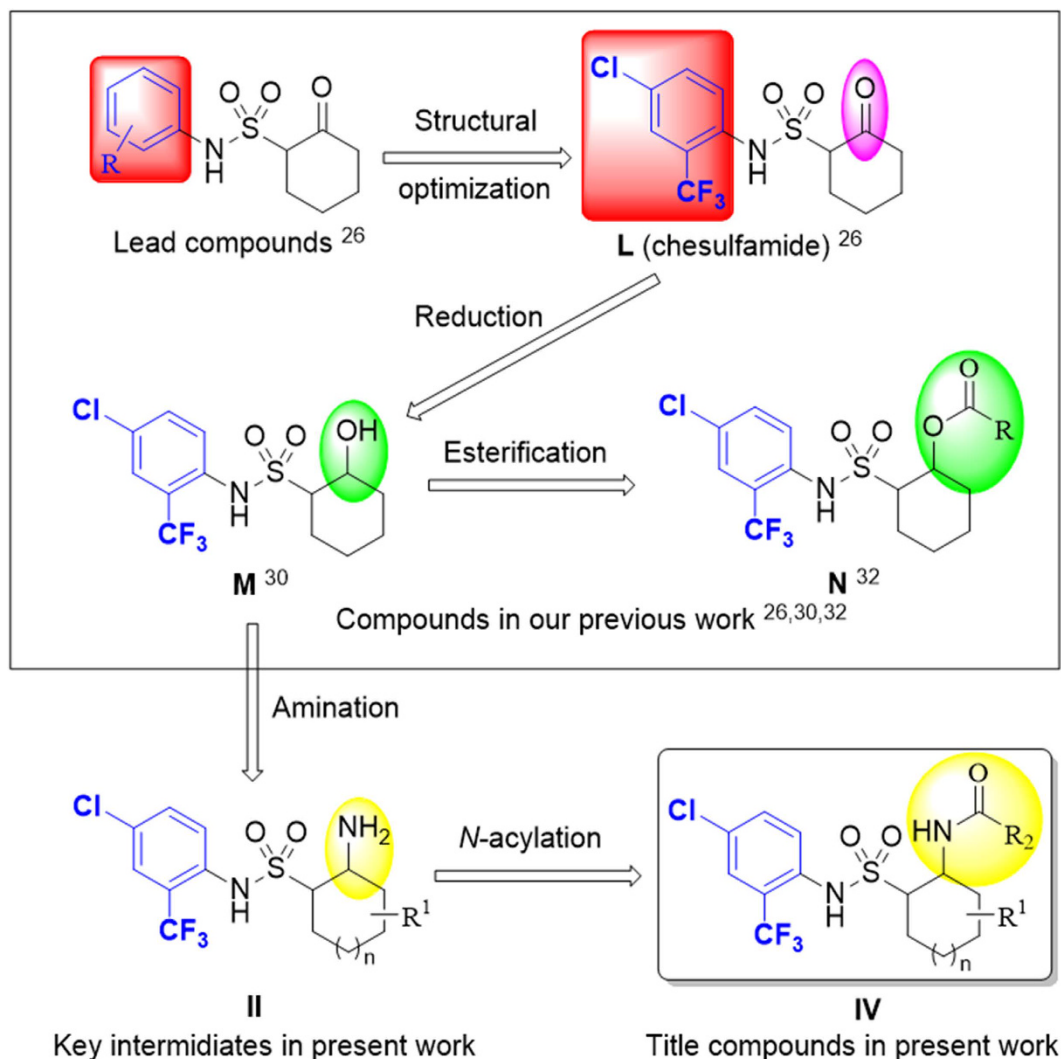 R
N
H
S
O O
O
Lead compounds 26
Structural
optimization
Cl
CF3
N
H
S
O O
O
L (chesulfamide) 26
Reduction
Cl
CF3
N
H
S
O O
OH
M 30
Esterification
Cl
CF3
N
H
S
O O
O
O
R
N 32
Compounds in our previous work 26,30,32
Amination
Cl
CF3
N
H
S
O O
NH2
R1
( )n
II
Key intermidiates in present work
N-acylation
Cl
CF3
N
H
S
O O
HN
O
R2
R1
( )n
IV
Title compounds in present work